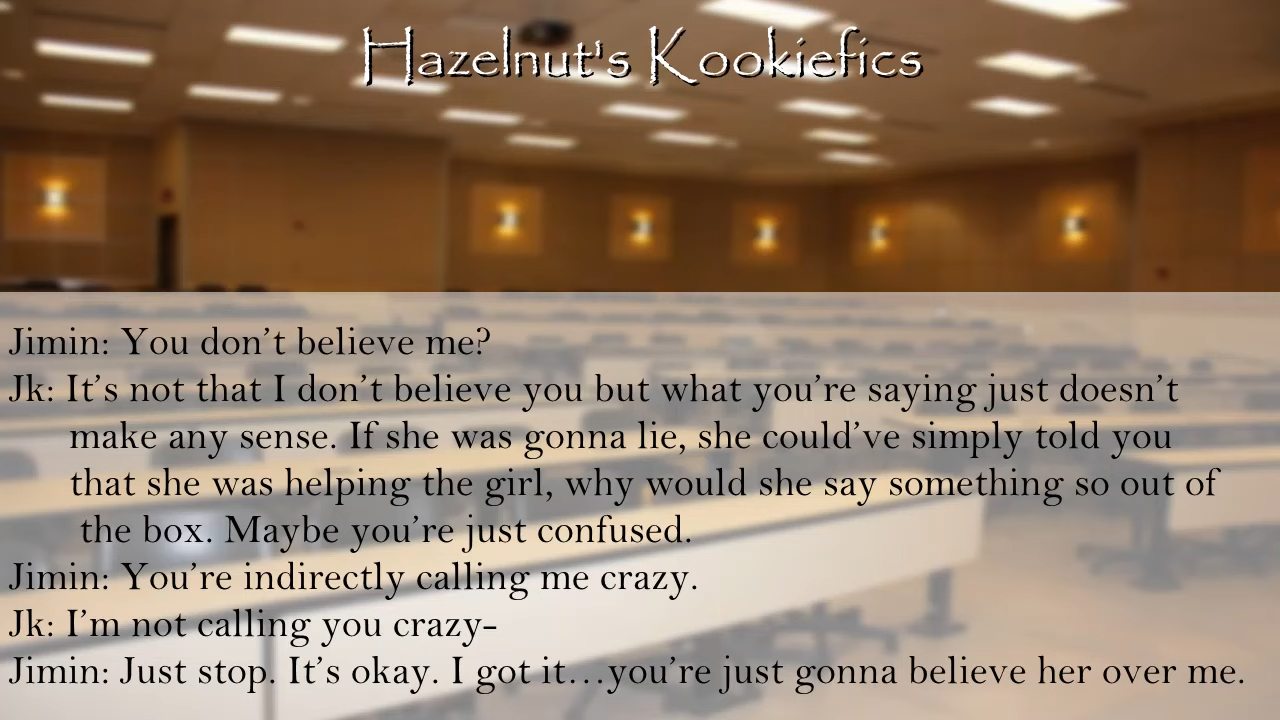 Hazelnut's Kookiefics
Jimin: You don’t believe me?
Jk: It’s not that I don’t believe you but what you’re saying just doesn’t
make any sense. If she was gonna lie, she could’ve simply told you
that she was helping the girl, why would she say something so out of
the box. Maybe you’re just confused.
Jimin: You’re indirectly calling me crazy.
Jk: I’m not calling you crazy-
Jimin: Just stop. It’s okay. I got it…you’re just gonna believe her over me.